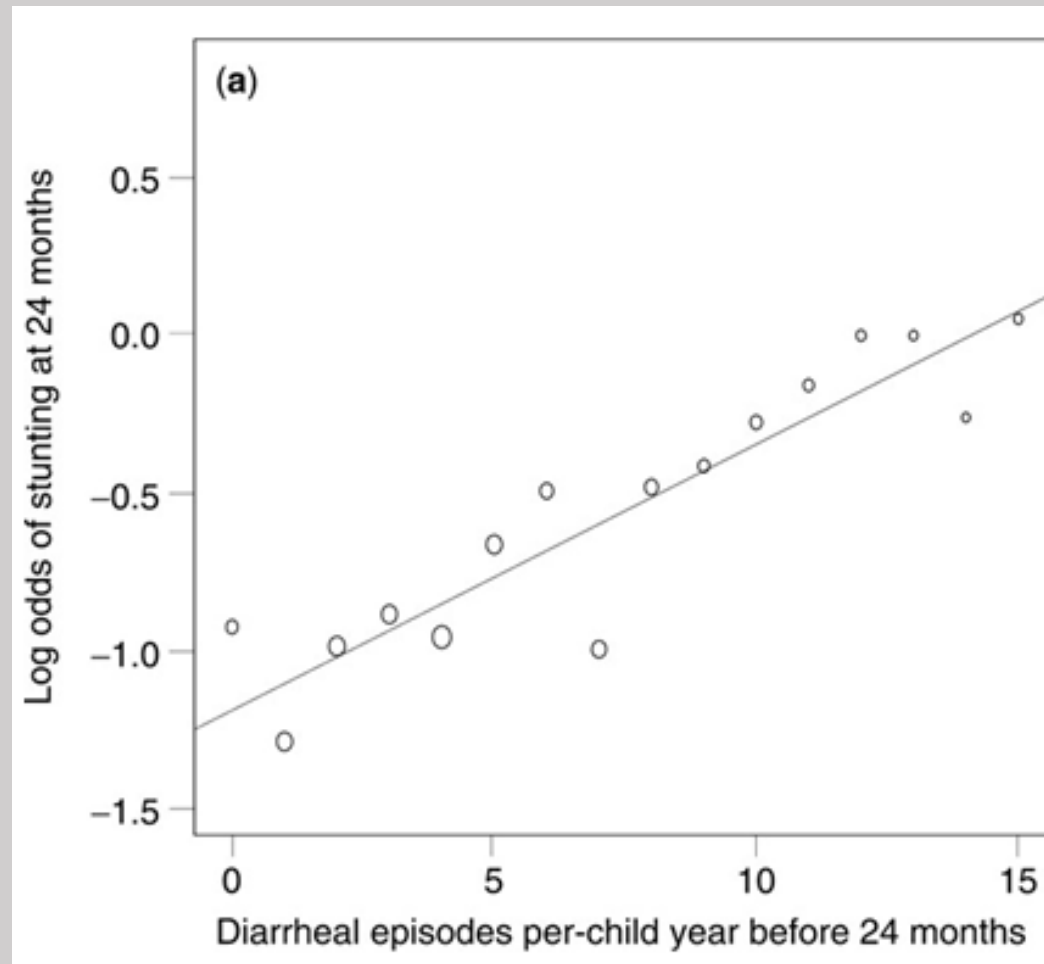 (a)
Log odds of stunting at 24 months
0.5
0.0
−0.5
−1.0
−1.5
0 5 10 15
Diarrheal episodes per-child year before 24 months